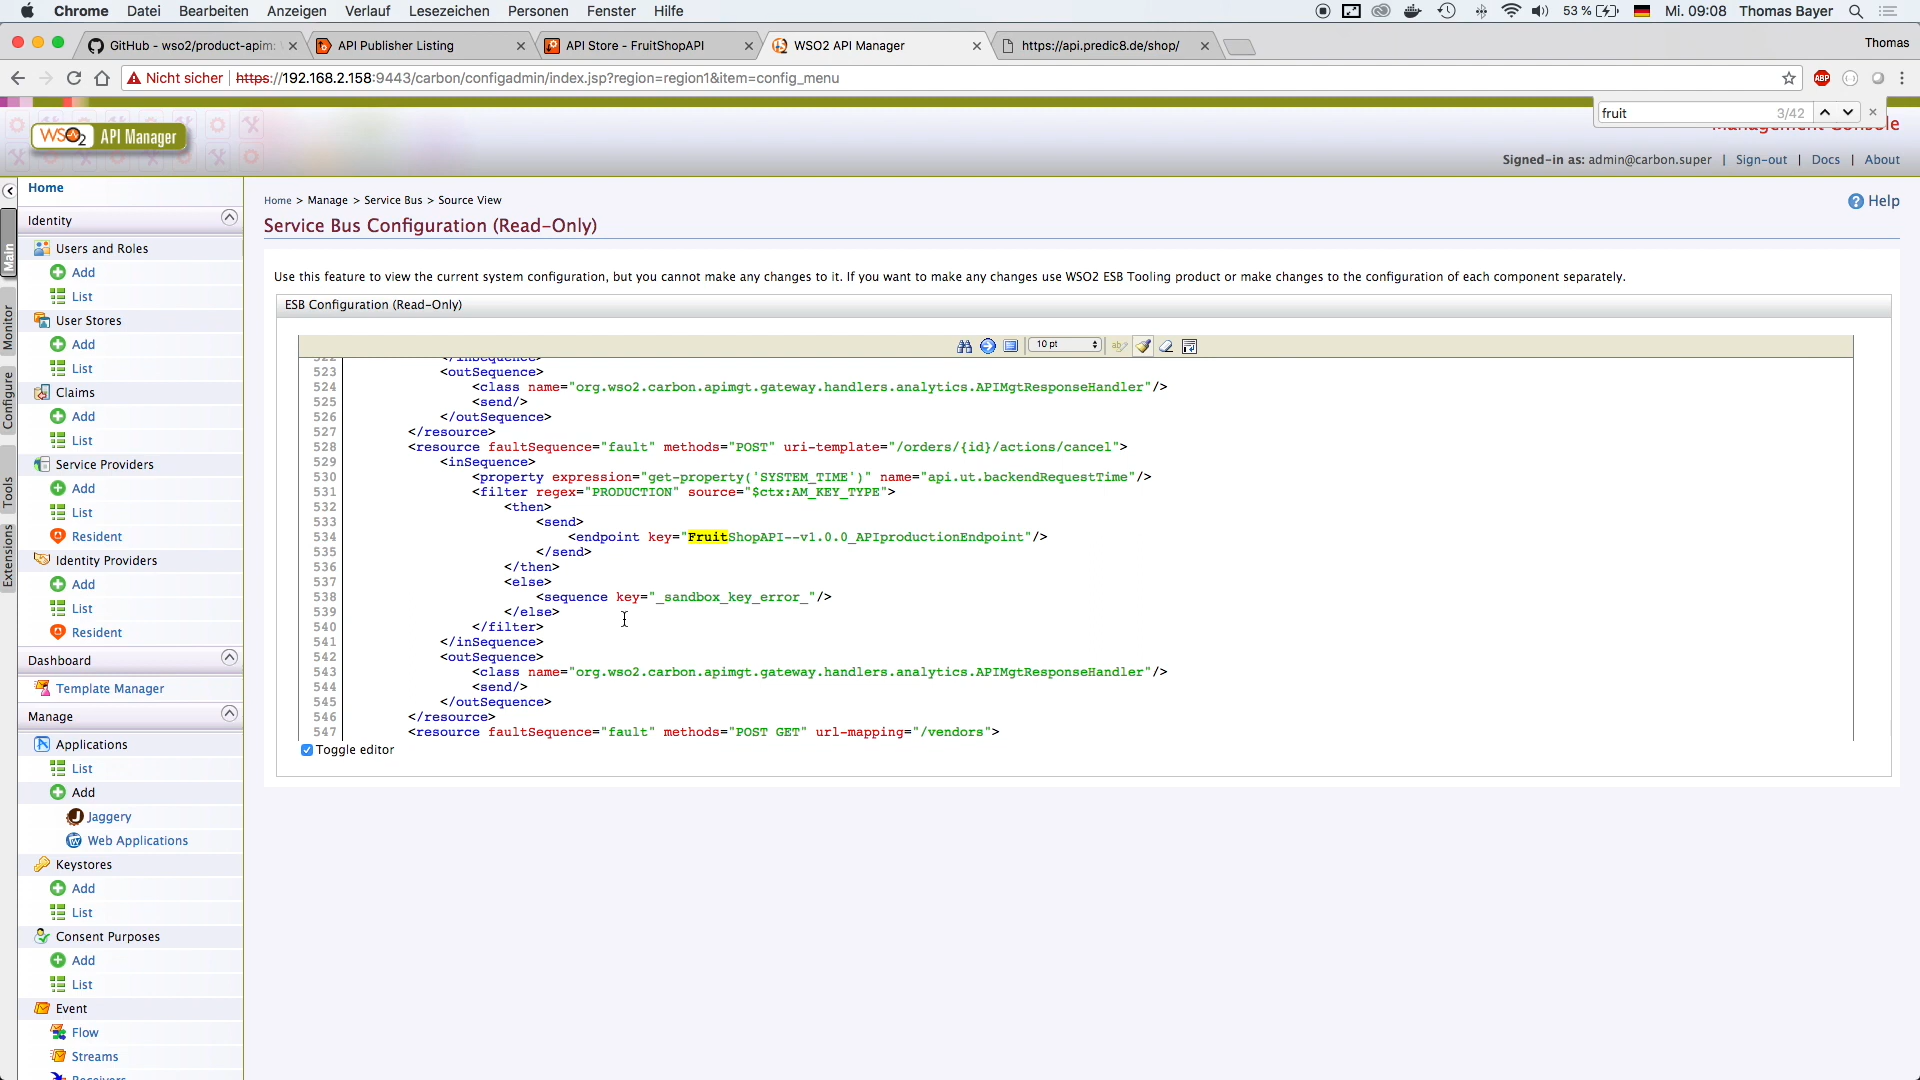 Chrome Datei Bearbeiten Anzeigen Verlauf Lesezeichen Personen Fenster Hilfe 53 % Mi. 09:08 Thomas Bayer
GitHub - wso2/product-apim: API Publisher Listing API Store - FruitShopAPI WSO2 API Manager https://api.predic8.de/shop/ Thomas
Nicht sicher https://192.168.2.158:9443/carbon/configadmin/index.jsp?region=region1&item=config_menu ABP
fruit 3/42
WSO2 API Manager
Management Console
Signed-in as: admin@carbon.super | Sign-out | Docs | About
Main
Monitor
Configure
Tools
Extensions
Home
Identity
Users and Roles
Add
List
User Stores
Add
List
Claims
Add
List
Service Providers
Add
List
Resident
Identity Providers
Add
List
Resident
Dashboard
Template Manager
Manage
Applications
List
Add
Jaggery
Web Applications
Keystores
Add
List
Consent Purposes
Add
List
Event
Flow
Streams
Receivers
Home > Manage > Service Bus > Source View
Help
Service Bus Configuration (Read-Only)
Use this feature to view the current system configuration, but you cannot make any changes to it. If you want to make any changes use WSO2 ESB Tooling product or make changes to the configuration of each component separately.
ESB Configuration (Read-Only)
10 pt
522 </inSequence>
523 <outSequence>
524 <class name="org.wso2.carbon.apimgt.gateway.handlers.analytics.APIMgtResponseHandler"/>
525 <send/>
526 </outSequence>
527 </resource>
528 <resource faultSequence="fault" methods="POST" uri-template="/orders/{id}/actions/cancel">
529 <inSequence>
530 <property expression="get-property('SYSTEM_TIME')" name="api.ut.backendRequestTime"/>
531 <filter regex="PRODUCTION" source="$ctx:AM_KEY_TYPE">
532 <then>
533 <send>
534 <endpoint key="FruitShopAPI--v1.0.0_APIproductionEndpoint"/>
535 </send>
536 </then>
537 <else>
538 <sequence key="_sandbox_key_error_"/>
539 </else>
540 </filter>
541 </inSequence>
542 <outSequence>
543 <class name="org.wso2.carbon.apimgt.gateway.handlers.analytics.APIMgtResponseHandler"/>
544 <send/>
545 </outSequence>
546 </resource>
547 <resource faultSequence="fault" methods="POST GET" url-mapping="/vendors">
Toggle editor